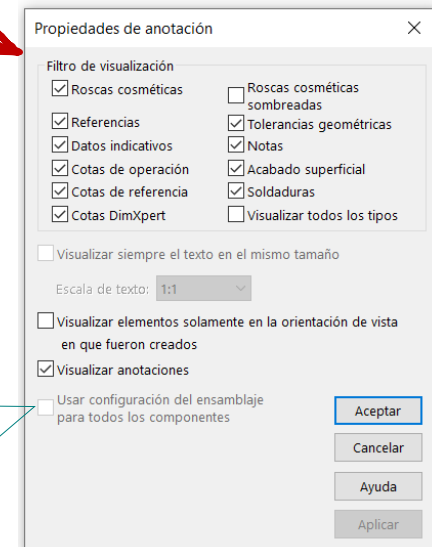 Propiedades de anotación
Filtro de visualización
Roscas cosméticas
Roscas cosméticas
sombreadas
Referencias
Tolerancias geométricas
Datos indicativos
Notas
Cotas de operación
Acabado superficial
Cotas de referencia
Soldaduras
Cotas DimXpert
Visualizar todos los tipos
Visualizar siempre el texto en el mismo tamaño
Escala de texto: 1:1
Visualizar elementos solamente en la orientación de vista
en que fueron creados
Visualizar anotaciones
Usar configuración del ensamblaje
para todos los componentes
Aceptar
Cancelar
Ayuda
Aplicar